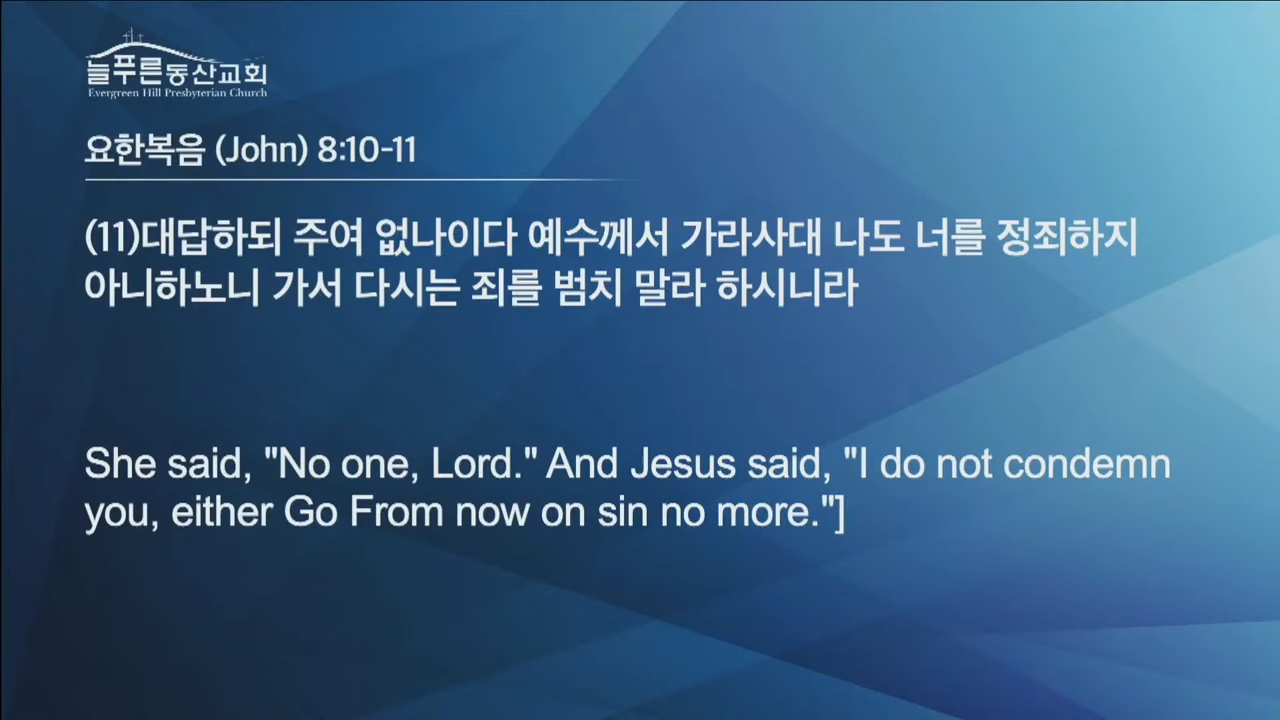 늘푸른동산교회
Evergreen Hill Presbyterian Church
요한복음 (John) 8:10-11
(11)대답하되 주여 없나이다 예수께서 가라사대 나도 너를 정죄하지
아니하노니 가서 다시는 죄를 범치 말라 하시니라
She said, "No one, Lord." And Jesus said, "I do not condemn
you, either Go From now on sin no more."]